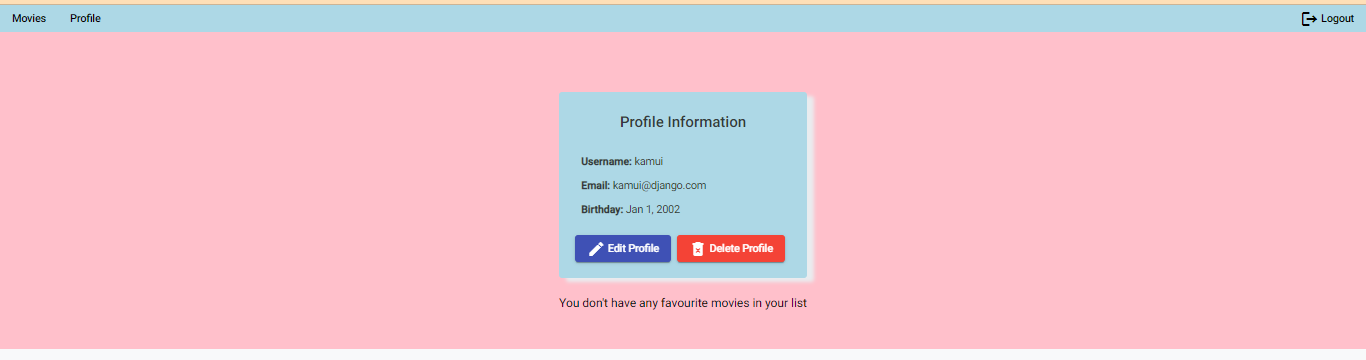 Movies Profile Logout
Profile Information
Username: kamui
Email: kamui@django.com
Birthday: Jan 1, 2002
Edit Profile Delete Profile
You don't have any favourite movies in your list